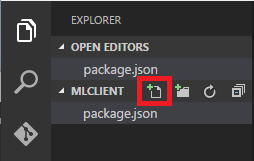 EXPLORER
OPEN EDITORS
package.json
MLCLIENT
package.json